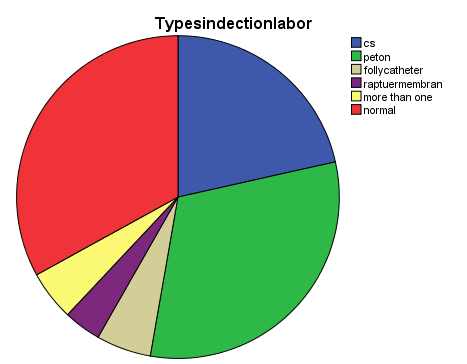 Typesindectionlabor
cs
peton
follycatheter
raptuermembran
more than one
normal